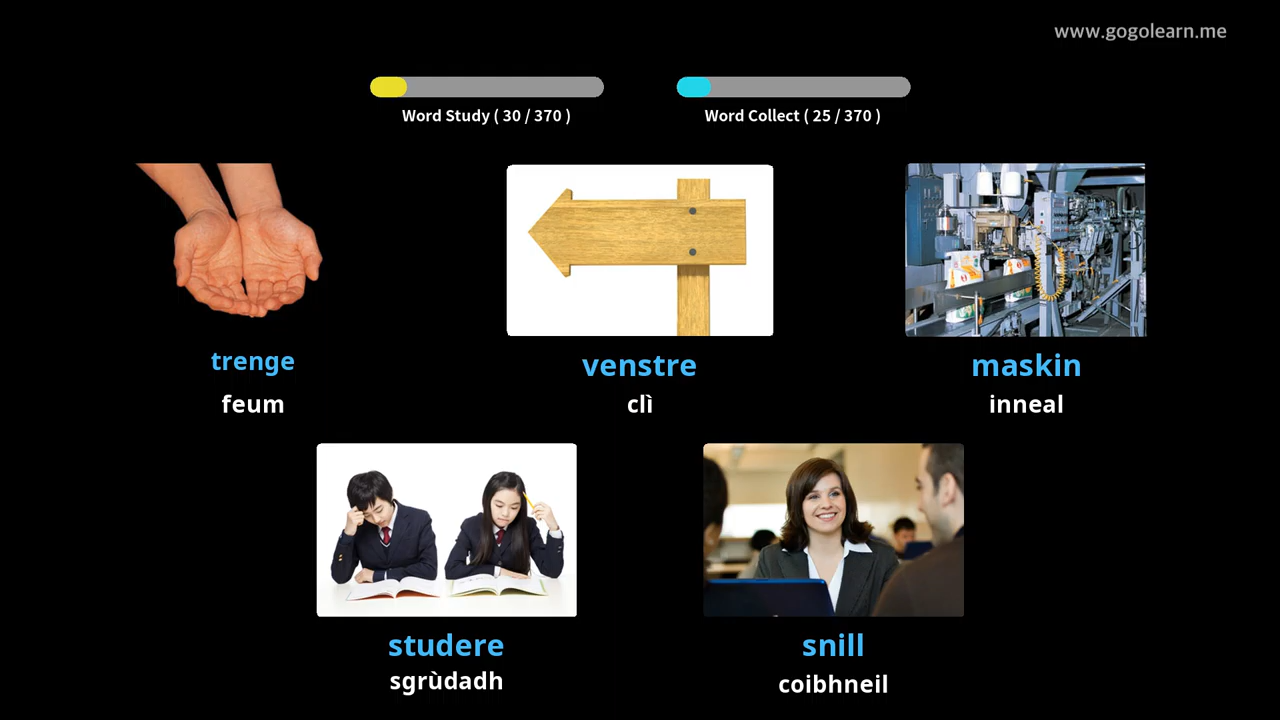 www.gogolearn.me
Word Study ( 30 / 370 )
Word Collect ( 25 / 370 )
trenge
feum
venstre
clì
maskin
inneal
studere
sgrùdadh
snill
coibhneil